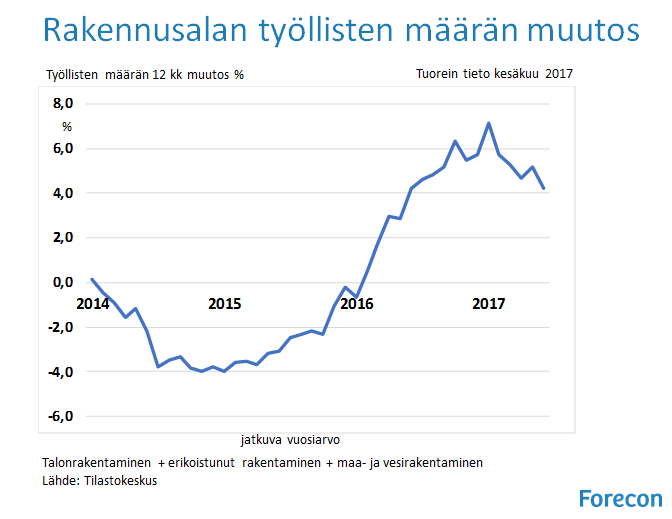 Rakennusalan työllisten määrän muutos
Työllisten määrän 12 kk muutos %
Tuorein tieto kesäkuu 2017
8,0
%
6,0
4,0
2,0
0,0
2014 2015 2016 2017
-2,0
-4,0
-6,0
jatkuva vuosiarvo
Talonrakentaminen + erikoistunut rakentaminen + maa- ja vesirakentaminen
Lähde: Tilastokeskus
Forecon